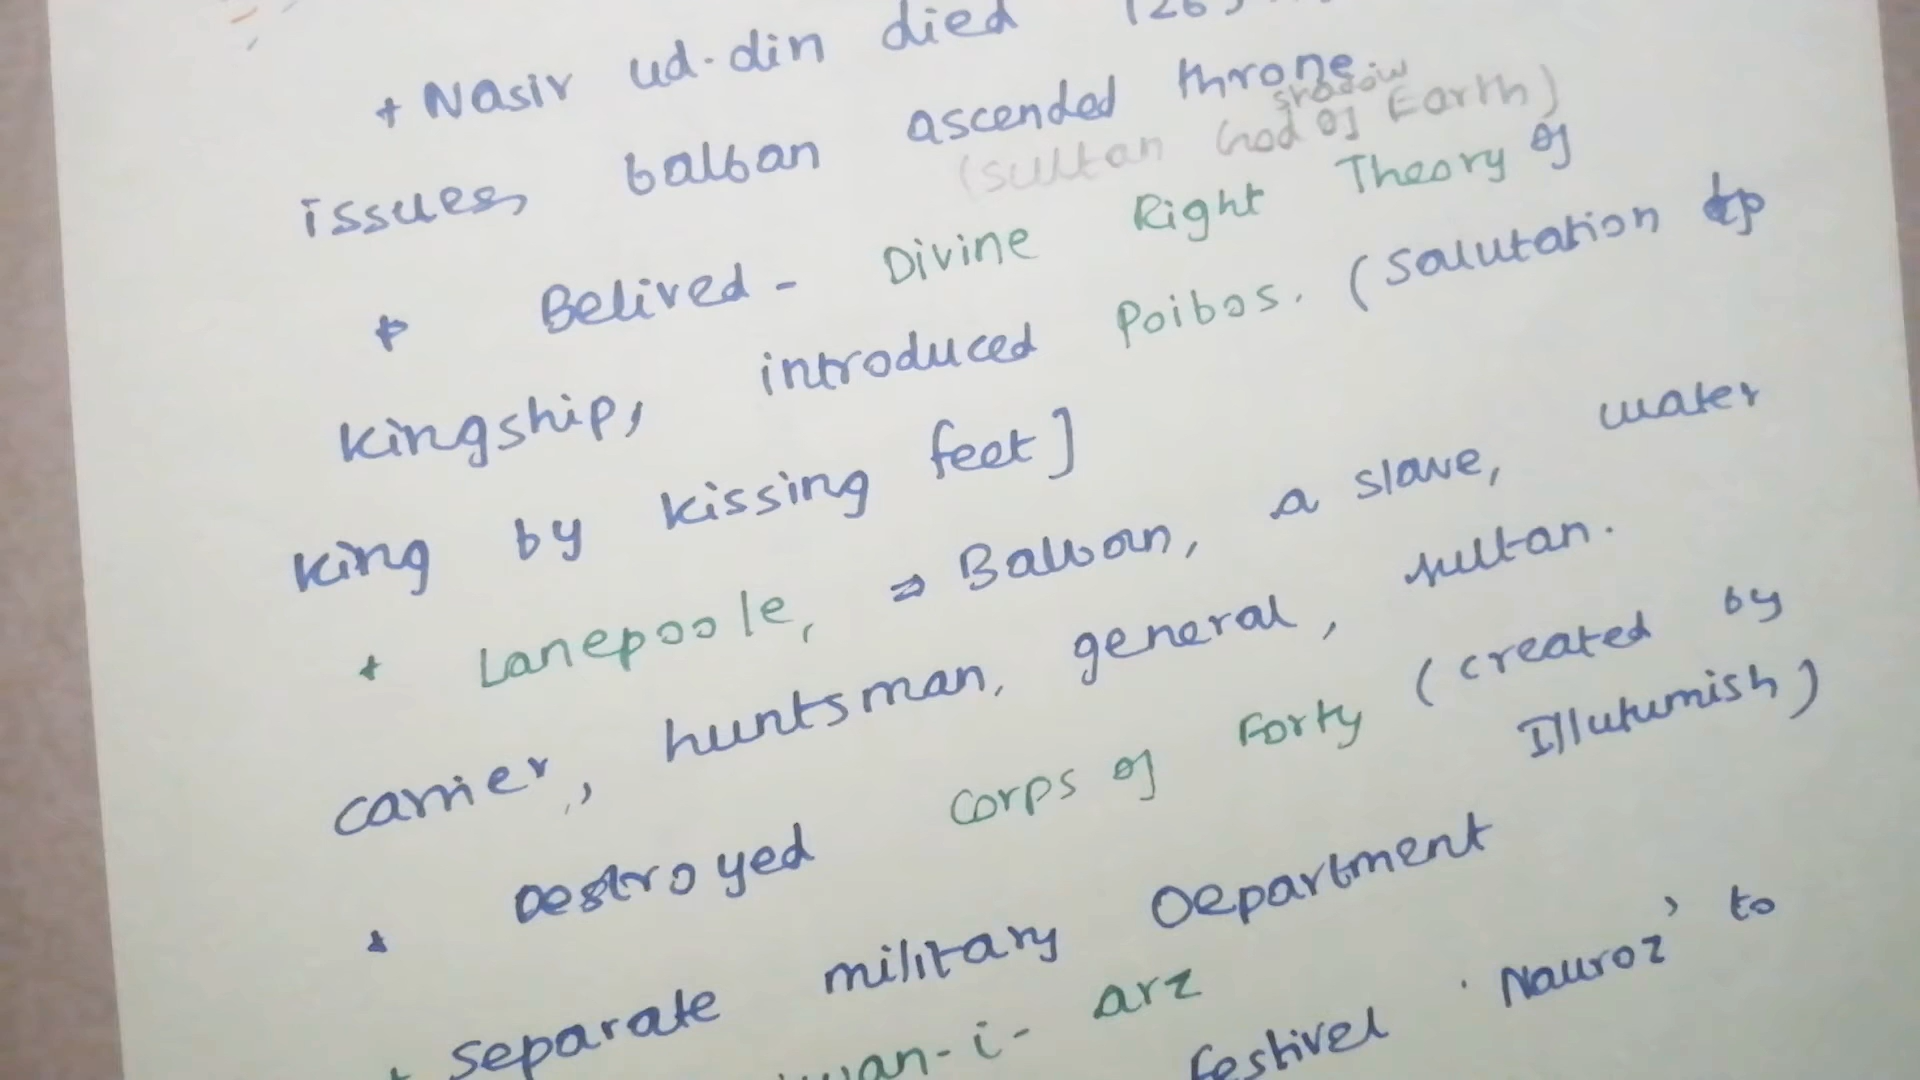 + Nasir ud-din died
issues, balban ascended throne.
shadow
(sultan God of Earth)
* Belived - Divine Right Theory of
kingship, introduced Poibos. (Salutation to
king by kissing feet]
* Lanepoole, ⇒ Balban, a slave, water
carrier, huntsman, general, sultan.
* Destroyed Corps of Forty (created by
Illutumish)
* separate military Department
-i- arz
festivel 'Nauroz' to